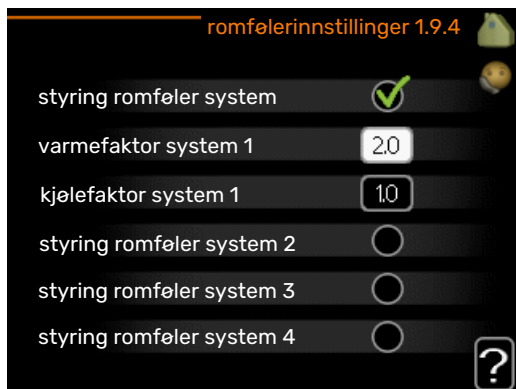 romfølerinnstillinger 1.9.4
styring romføler system
varmefaktor system 1 2.0
kjølefaktor system 1 1.0
styring romføler system 2
styring romføler system 3
styring romføler system 4
?